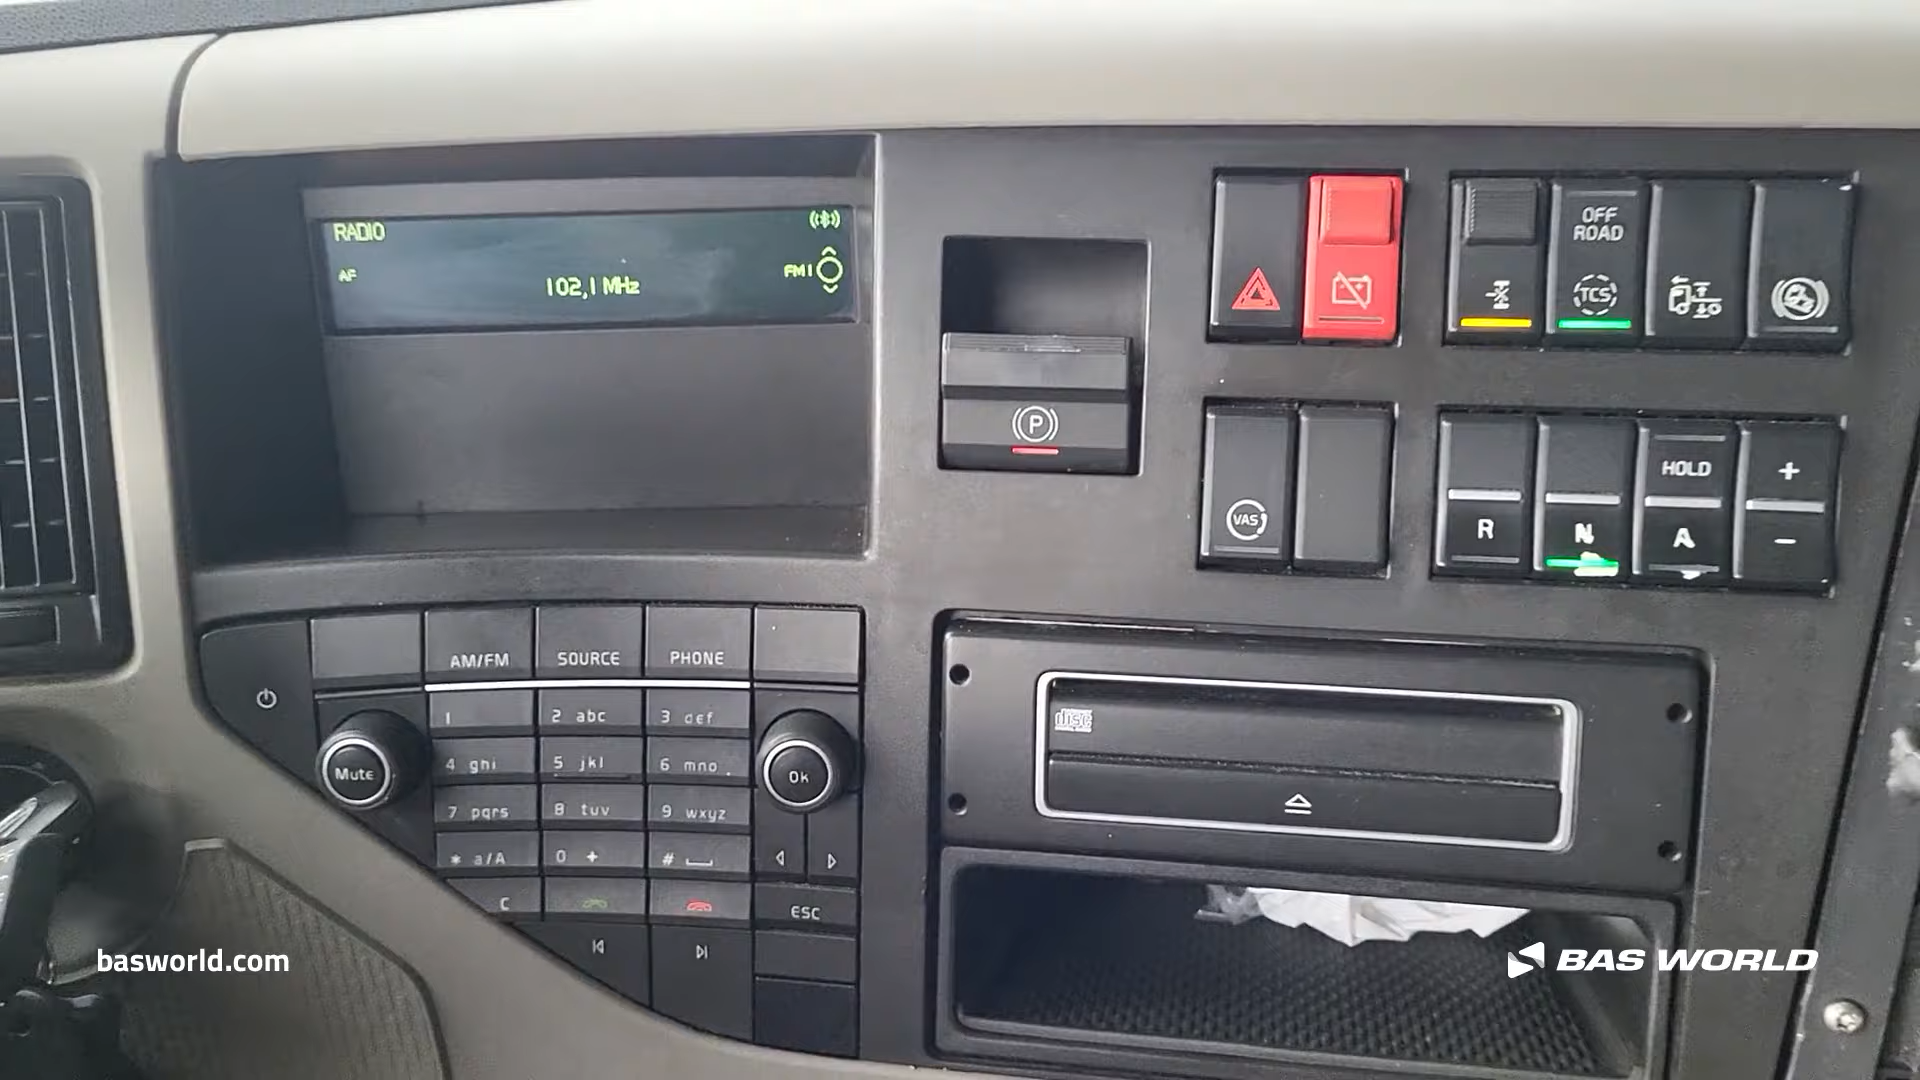 RADIO
AF
102,1 MHz
FM1
OFF
ROAD
TCS
P
VAS
HOLD
+
R
N
A
−
AM/FM
SOURCE
PHONE
1
2 abc
3 def
Mute
4 ghi
5 jkl
6 mno
Ok
7 pqrs
8 tuv
9 wxyz
* a/A
0 +
#
C
ESC
disc
basworld.com
BAS WORLD